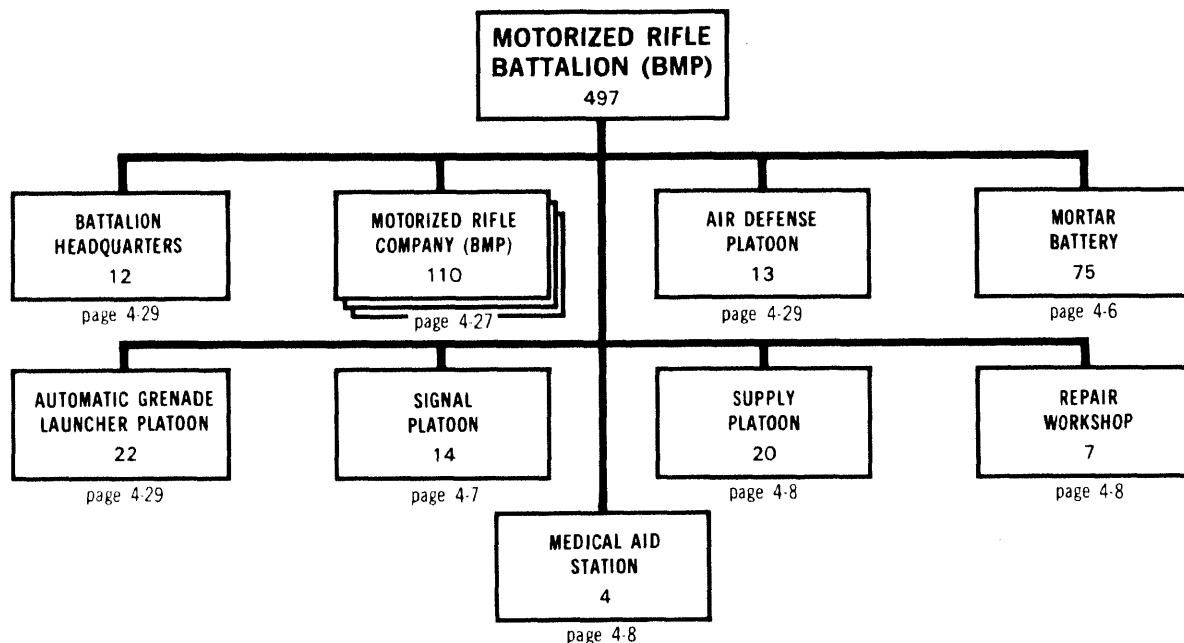 MOTORIZED RIFLE
BATTALION (BMP)
497
BATTALION
HEADQUARTERS
12
page 4-29
MOTORIZED RIFLE
COMPANY (BMP)
110
page 4-27
AIR DEFENSE
PLATOON
13
page 4-29
MORTAR
BATTERY
75
page 4-6
AUTOMATIC GRENADE
LAUNCHER PLATOON
22
page 4-29
SIGNAL
PLATOON
14
page 4-7
SUPPLY
PLATOON
20
page 4-8
REPAIR
WORKSHOP
7
page 4-8
MEDICAL AID
STATION
4
page 4-8